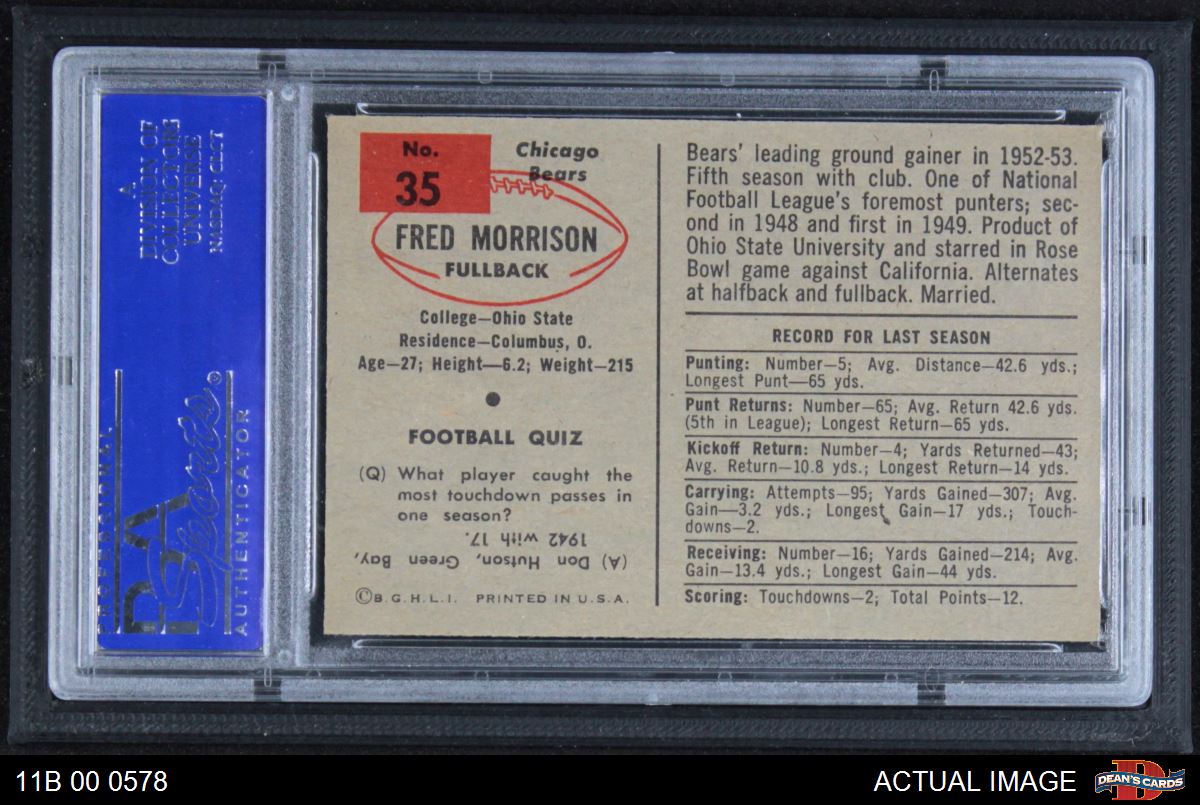 A
DIVISION OF
COLLECTORS
UNIVERSE
NASDAQ: CLCT
PROFESSIONAL
PSA
Sports
AUTHENTICATOR
No.
35
Chicago
Bears
FRED MORRISON
FULLBACK
College—Ohio State
Residence—Columbus, O.
Age—27; Height—6.2; Weight—215
FOOTBALL QUIZ
(Q) What player caught the
most touchdown passes in
one season?
(A) Don Hutson, Green Bay,
1942 with 17.
©B.G.H.L.I. PRINTED IN U.S.A.
Bears' leading ground gainer in 1952-53.
Fifth season with club. One of National
Football League's foremost punters; sec-
ond in 1948 and first in 1949. Product of
Ohio State University and starred in Rose
Bowl game against California. Alternates
at halfback and fullback. Married.
RECORD FOR LAST SEASON
Punting: Number—5; Avg. Distance—42.6 yds.;
Longest Punt—65 yds.
Punt Returns: Number—65; Avg. Return 42.6 yds.
(5th in League); Longest Return—65 yds.
Kickoff Return: Number—4; Yards Returned—43;
Avg. Return—10.8 yds.; Longest Return—14 yds.
Carrying: Attempts—95; Yards Gained—307; Avg.
Gain—3.2 yds.; Longest Gain—17 yds.; Touch-
downs—2.
Receiving: Number—16; Yards Gained—214; Avg.
Gain—13.4 yds.; Longest Gain—44 yds.
Scoring: Touchdowns—2; Total Points—12.
11B 00 0578
ACTUAL IMAGE
D
DEAN'S CARDS